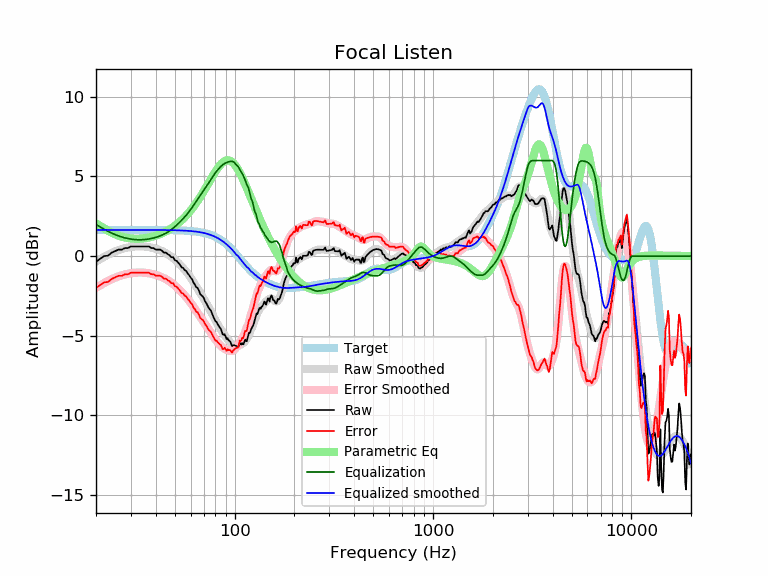 Focal Listen
Amplitude (dBr)
10
5
0
−5
−10
−15
100
1000
10000
Frequency (Hz)
Target
Raw Smoothed
Error Smoothed
Raw
Error
Parametric Eq
Equalization
Equalized smoothed